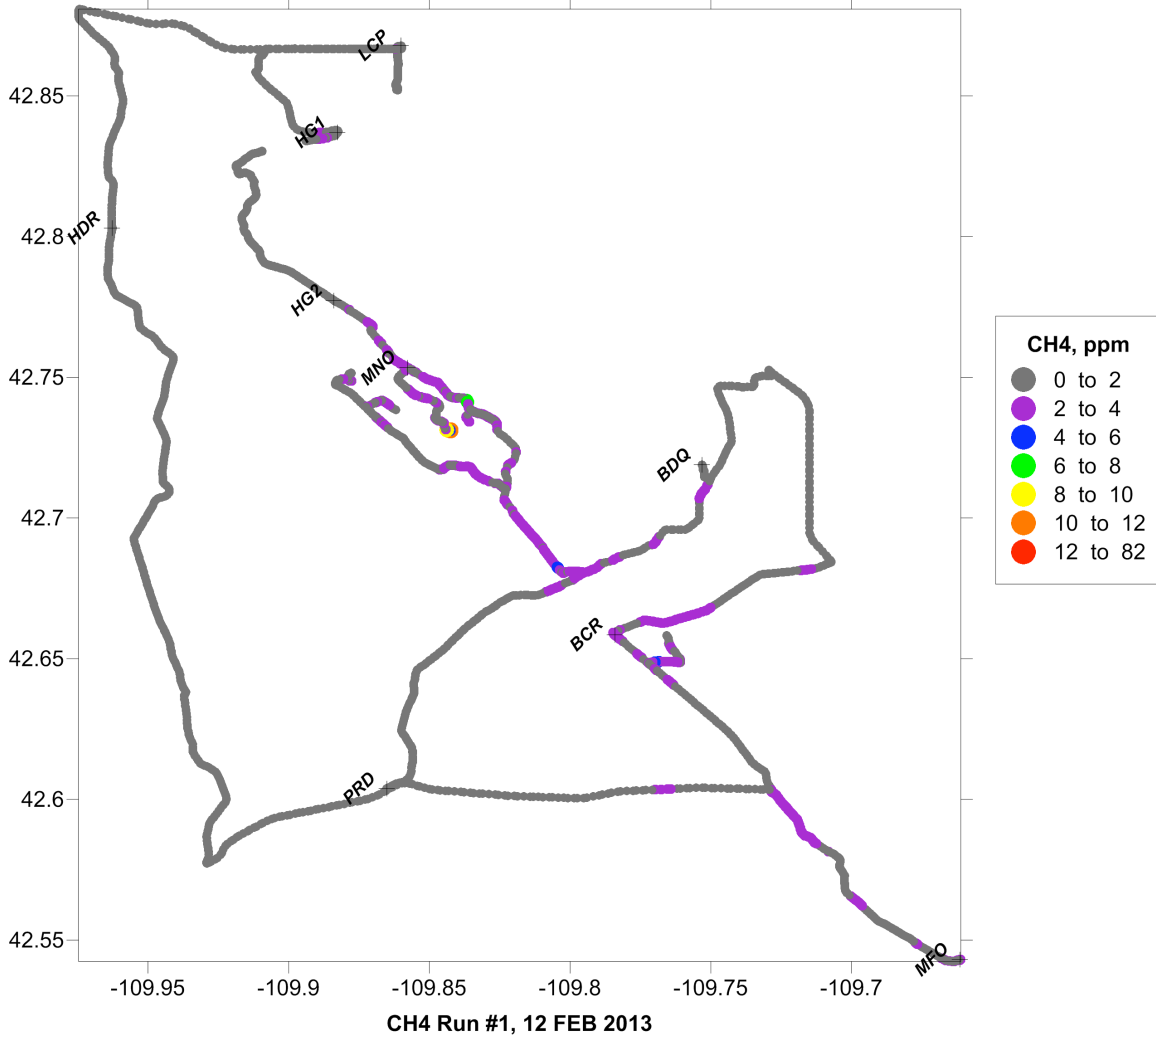 LCP
42.85
HG1
HDR
42.8
HG2
MNO
42.75
BDQ
42.7
BCR
42.65
PRD
42.6
42.55
MFO
-109.95 -109.9 -109.85 -109.8 -109.75 -109.7
CH4 Run #1, 12 FEB 2013
CH4, ppm
0 to 2
2 to 4
4 to 6
6 to 8
8 to 10
10 to 12
12 to 82